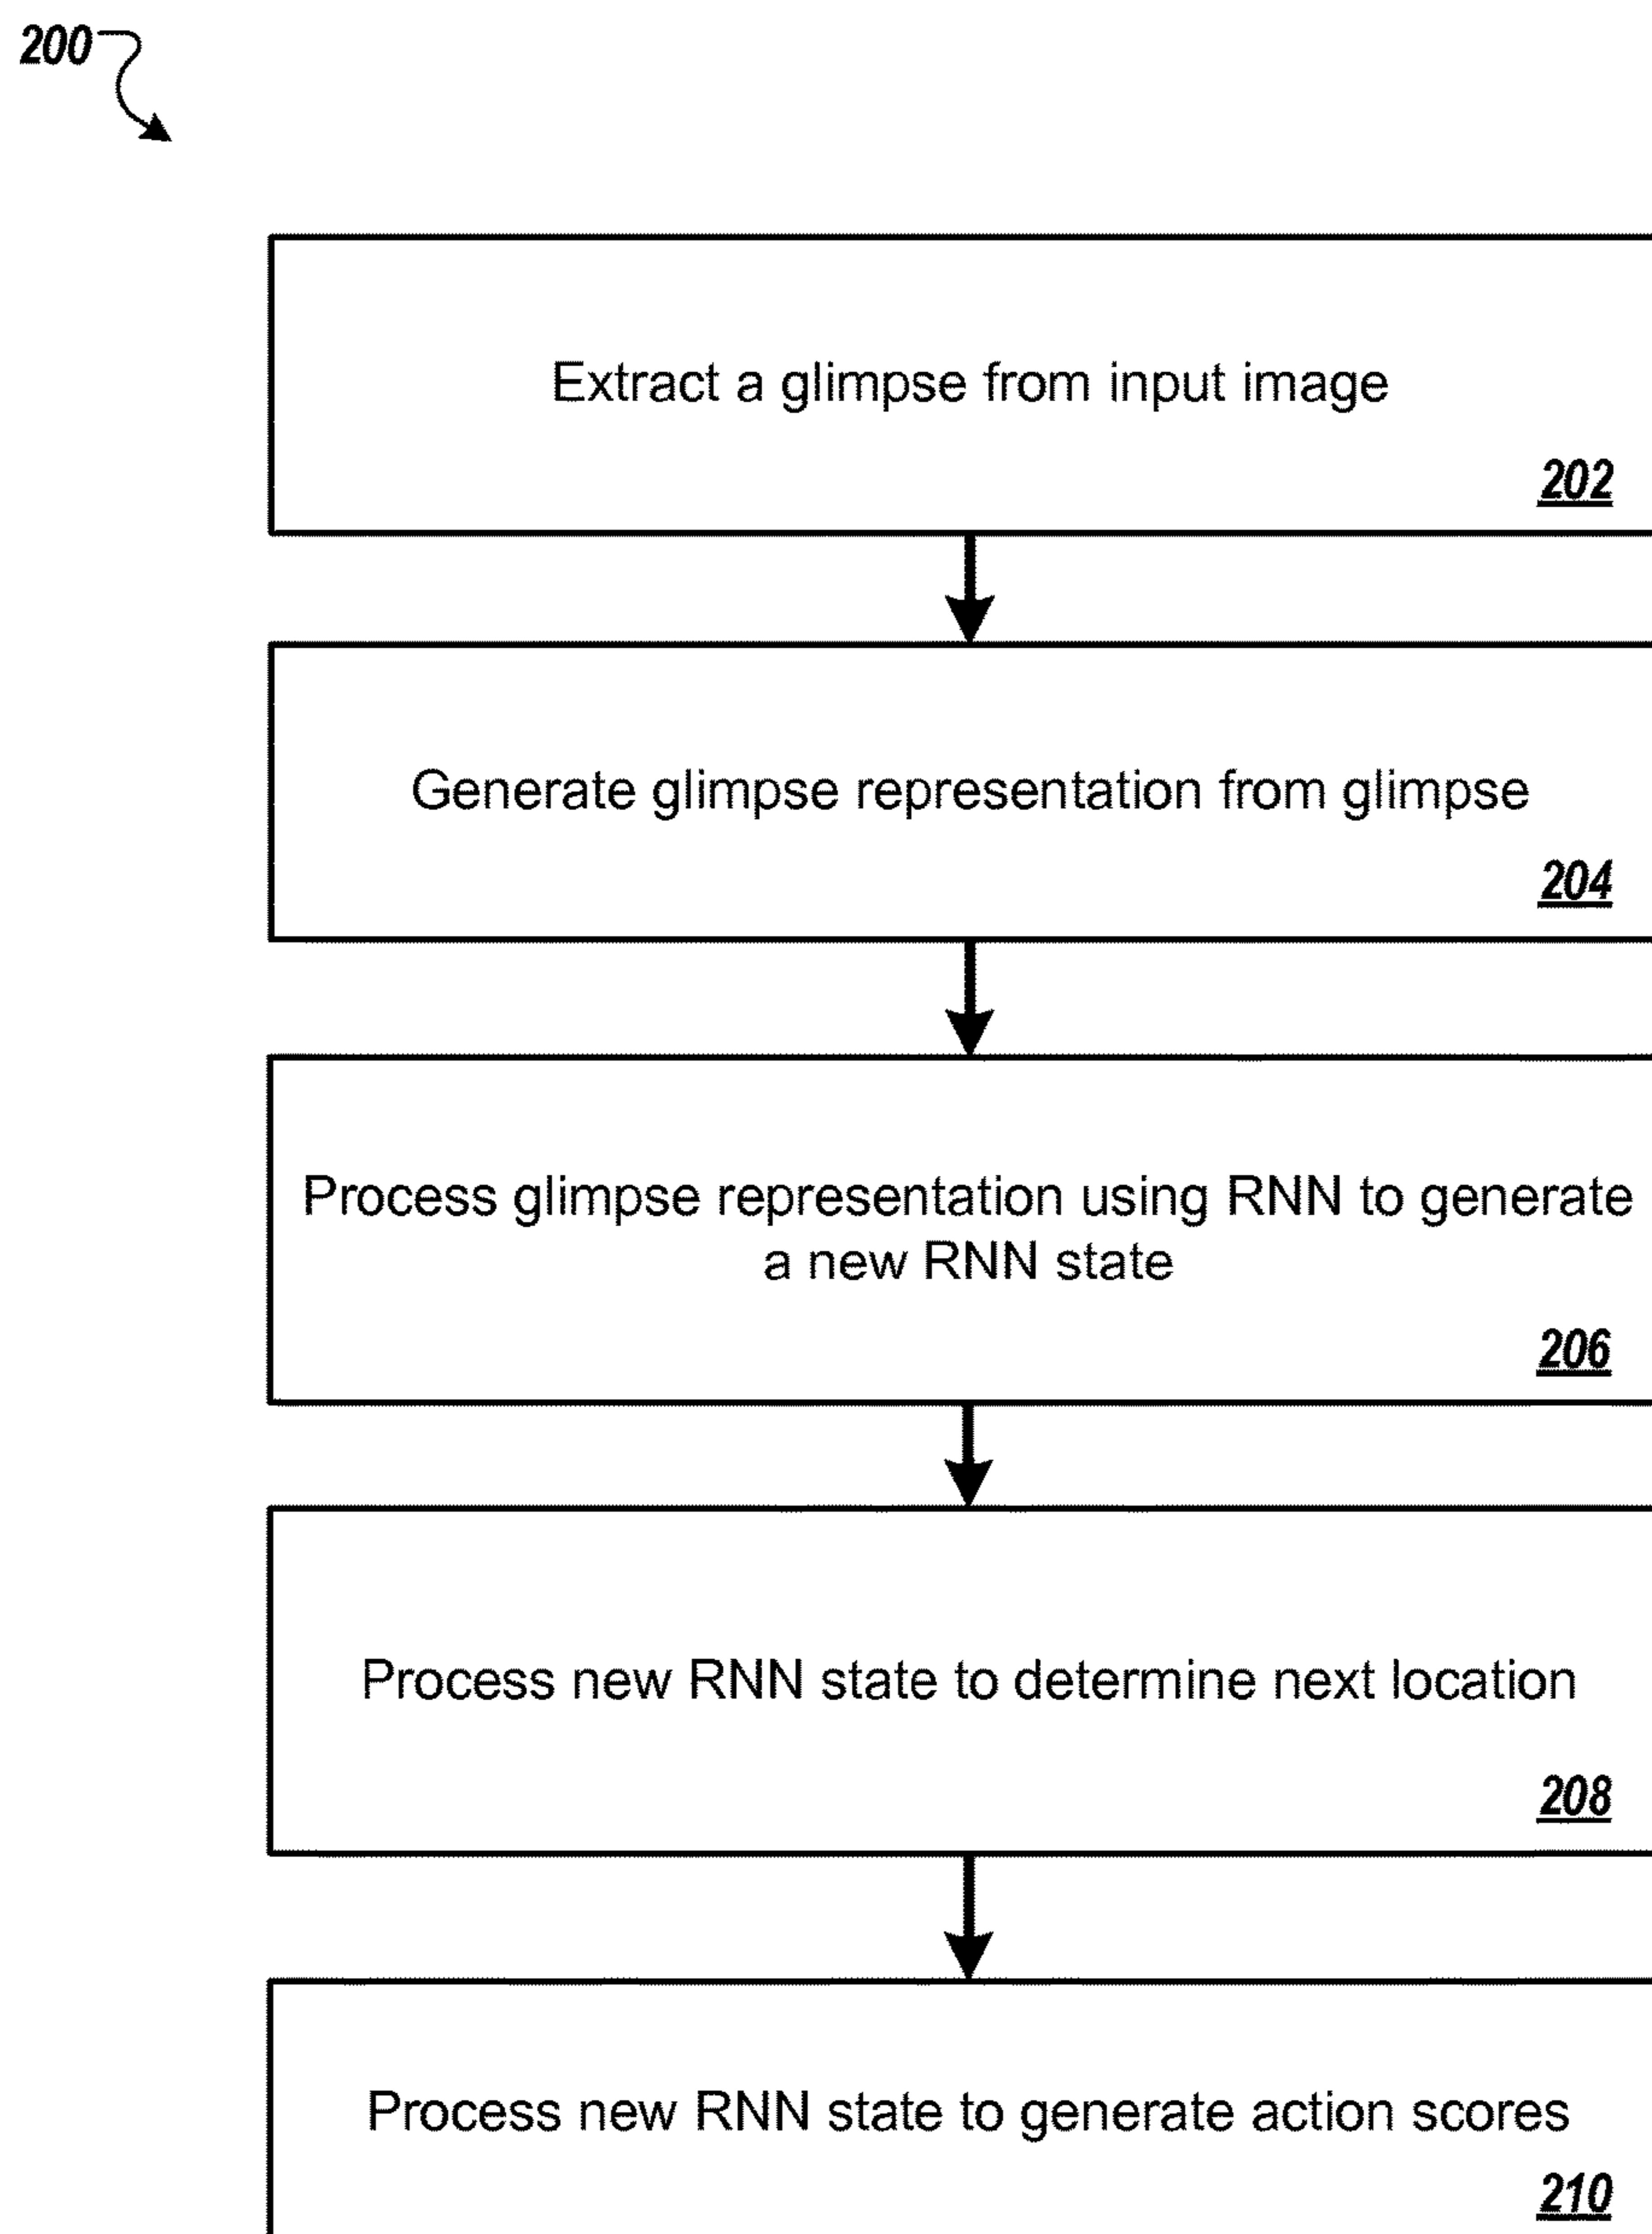 200
Extract a glimpse from input image
202
Generate glimpse representation from glimpse
204
Process glimpse representation using RNN to generate
a new RNN state
206
Process new RNN state to determine next location
208
Process new RNN state to generate action scores
210